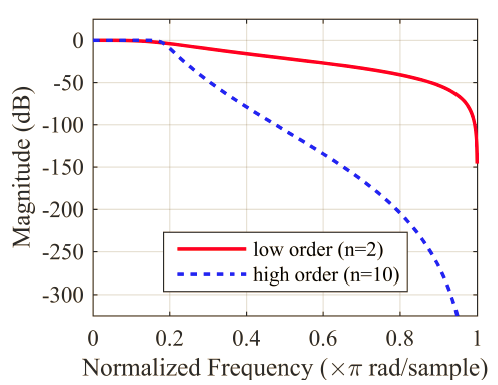 0
-50
-100
-150
-200
-250
-300
Magnitude (dB)
low order (n=2)
high order (n=10)
0 0.2 0.4 0.6 0.8 1
Normalized Frequency (×π rad/sample)